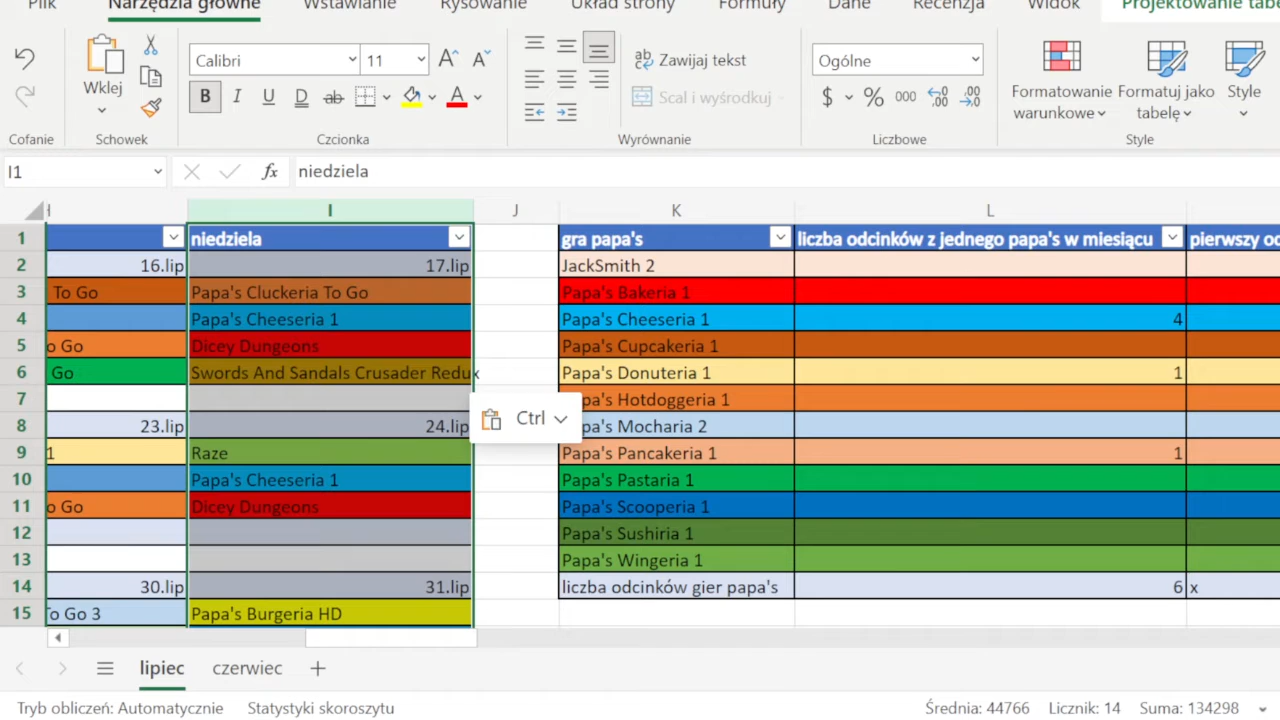 Plik Narzędzia główne Wstawianie Rysowanie Układ strony Formuły Dane Recenzja Widok Projektowanie tabe
Wklej
Calibri 11
B I U D ab A
ab Zawijaj tekst
Scal i wyśrodkuj
Ogólne
$ % 000
Formatowanie warunkowe
Formatuj jako tabelę
Style
Cofanie Schowek Czcionka Wyrównanie Liczbowe Style
I1 fx niedziela
H I J K L
1 niedziela gra papa's liczba odcinków z jednego papa's w miesiącu pierwszy od
2 16.lip 17.lip JackSmith 2
3 To Go Papa's Cluckeria To Go Papa's Bakeria 1
4 Papa's Cheeseria 1 Papa's Cheeseria 1 4
5 o Go Dicey Dungeons Papa's Cupcakeria 1
6 Go Swords And Sandals Crusader Redux Papa's Donuteria 1 1
7 pa's Hotdoggeria 1
8 23.lip 24.lip pa's Mocharia 2
9 1 Raze Papa's Pancakeria 1 1
10 Papa's Cheeseria 1 Papa's Pastaria 1
11 o Go Dicey Dungeons Papa's Scooperia 1
12 Papa's Sushiria 1
13 Papa's Wingeria 1
14 30.lip 31.lip liczba odcinków gier papa's 6 x
15 To Go 3 Papa's Burgeria HD
Ctrl
lipiec czerwiec
Tryb obliczeń: Automatycznie Statystyki skoroszytu Średnia: 44766 Licznik: 14 Suma: 134298